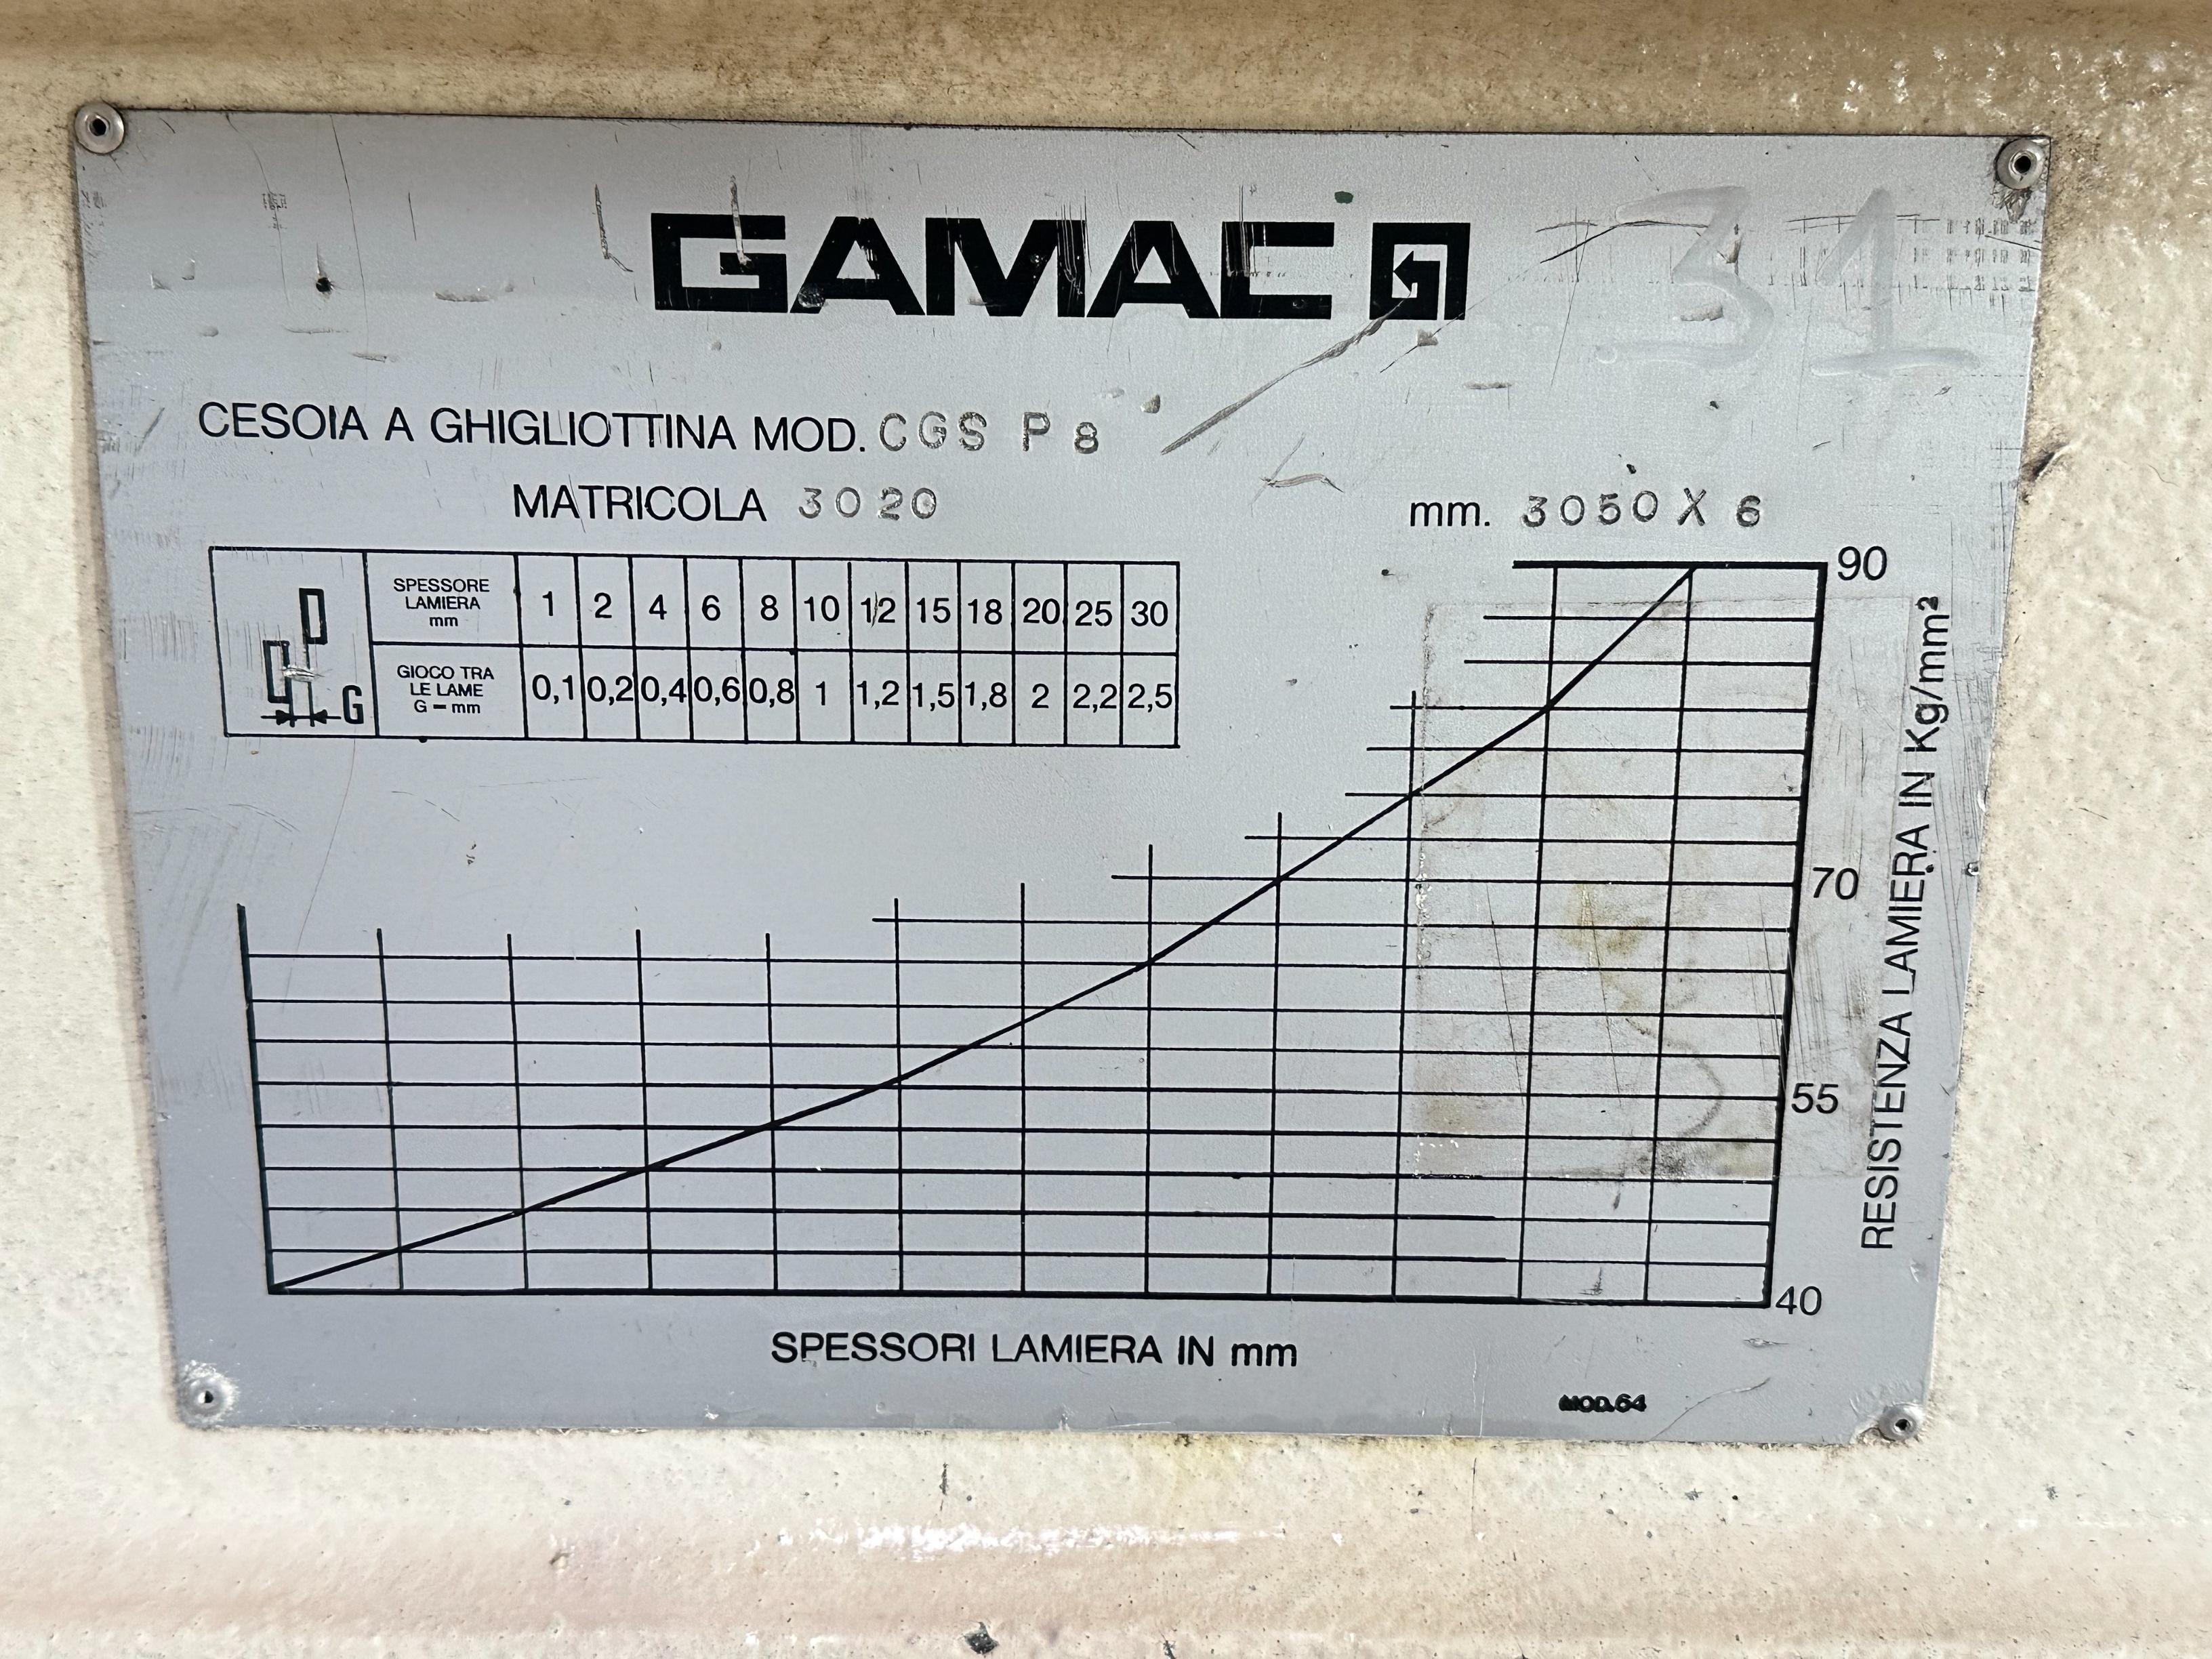 GAMAC
31
CESOIA A GHIGLIOTTINA MOD. CGS P 8
MATRICOLA 3020
mm. 3050 X 6
SPESSORE
LAMIERA
mm
1 2 4 6 8 10 12 15 18 20 25 30
GIOCO TRA
LE LAME
G - mm
0,1 0,2 0,4 0,6 0,8 1 1,2 1,5 1,8 2 2,2 2,5
G
90
70
55
40
RESISTENZA LAMIERA IN Kg/mm²
SPESSORI LAMIERA IN mm
MOD.64